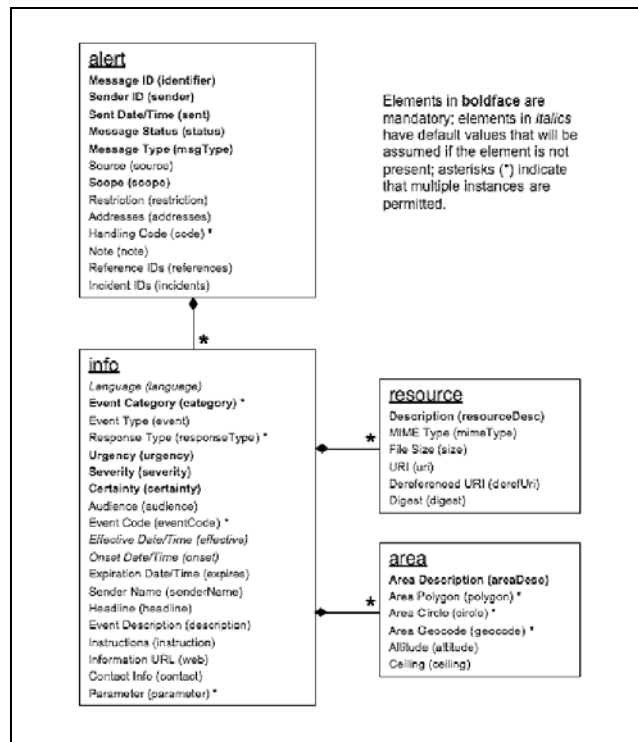 alert
Message ID (identifier)
Sender ID (sender)
Sent Date/Time (sent)
Message Status (status)
Message Type (msgType)
Source (source)
Scope (scope)
Restriction (restriction)
Addresses (addresses)
Handling Code (code) *
Note (note)
Reference IDs (references)
Incident IDs (incidents)
Elements in boldface are
mandatory; elements in italics
have default values that will be
assumed if the element is not
present; asterisks (*) indicate
that multiple instances are
permitted.
*
info
Language (language)
Event Category (category) *
Event Type (event)
Response Type (responseType) *
Urgency (urgency)
Severity (severity)
Certainty (certainty)
Audience (audience)
Event Code (eventCode) *
Effective Date/Time (effective)
Onset Date/Time (onset)
Expiration Date/Time (expires)
Sender Name (senderName)
Headline (headline)
Event Description (description)
Instructions (instruction)
Information URL (web)
Contact Info (contact)
Parameter (parameter) *
*
resource
Description (resourceDesc)
MIME Type (mimeType)
File Size (size)
URI (uri)
Dereferenced URI (derefUri)
Digest (digest)
*
area
Area Description (areaDesc)
Area Polygon (polygon) *
Area Circle (circle) *
Area Geocode (geocode) *
Altitude (altitude)
Ceiling (ceiling)